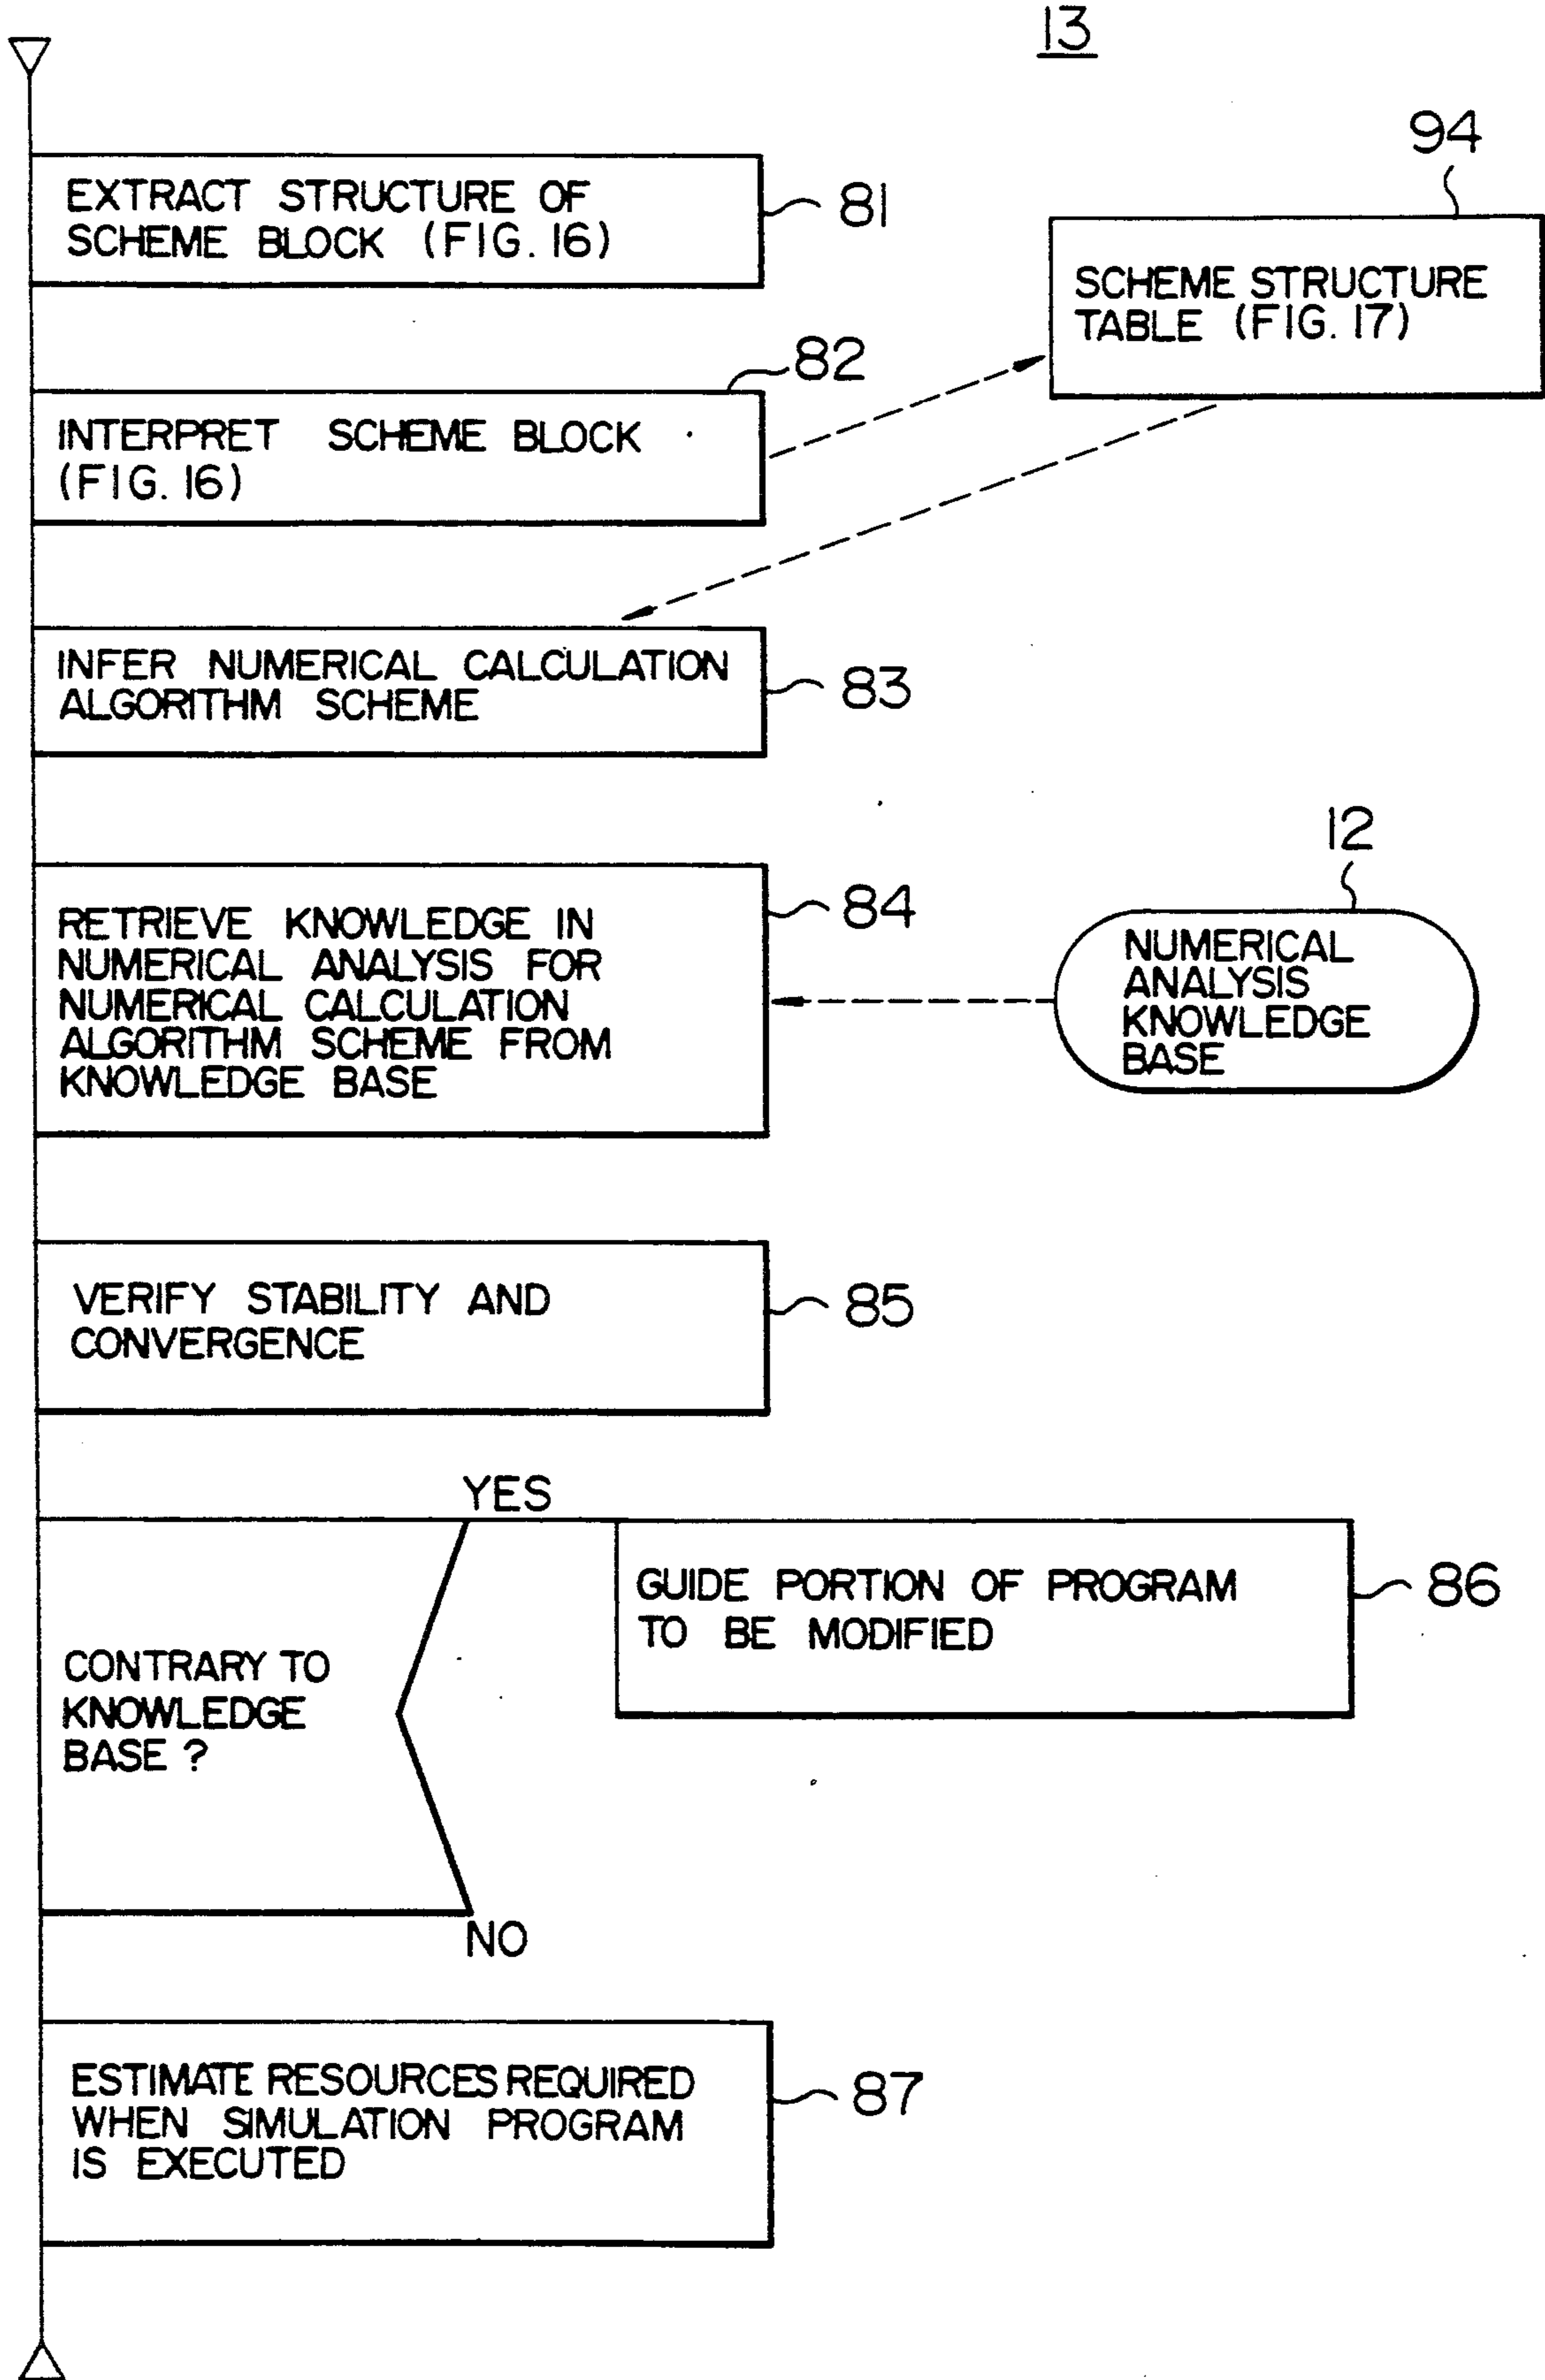 13
EXTRACT STRUCTURE OF
SCHEME BLOCK (FIG. 16)
81
94
SCHEME STRUCTURE
TABLE (FIG. 17)
82
INTERPRET SCHEME BLOCK
(FIG. 16)
INFER NUMERICAL CALCULATION
ALGORITHM SCHEME
83
RETRIEVE KNOWLEDGE IN
NUMERICAL ANALYSIS FOR
NUMERICAL CALCULATION
ALGORITHM SCHEME FROM
KNOWLEDGE BASE
84
12
NUMERICAL
ANALYSIS
KNOWLEDGE
BASE
VERIFY STABILITY AND
CONVERGENCE
85
YES
GUIDE PORTION OF PROGRAM
TO BE MODIFIED
86
CONTRARY TO
KNOWLEDGE
BASE ?
NO
ESTIMATE RESOURCES REQUIRED
WHEN SIMULATION PROGRAM
IS EXECUTED
87